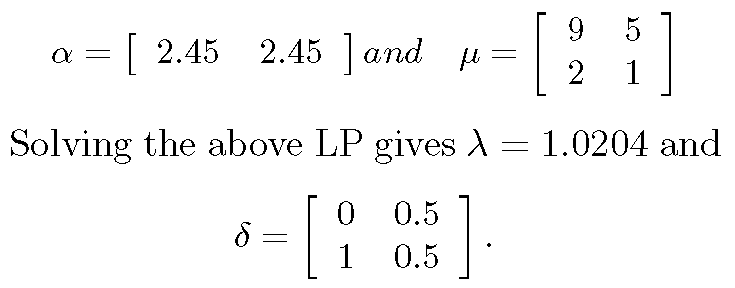 α = [ 2.45 2.45 ] and μ = [ 9 5 ; 2 1 ]
Solving the above LP gives λ = 1.0204 and
δ = [ 0 0.5 ; 1 0.5 ] .